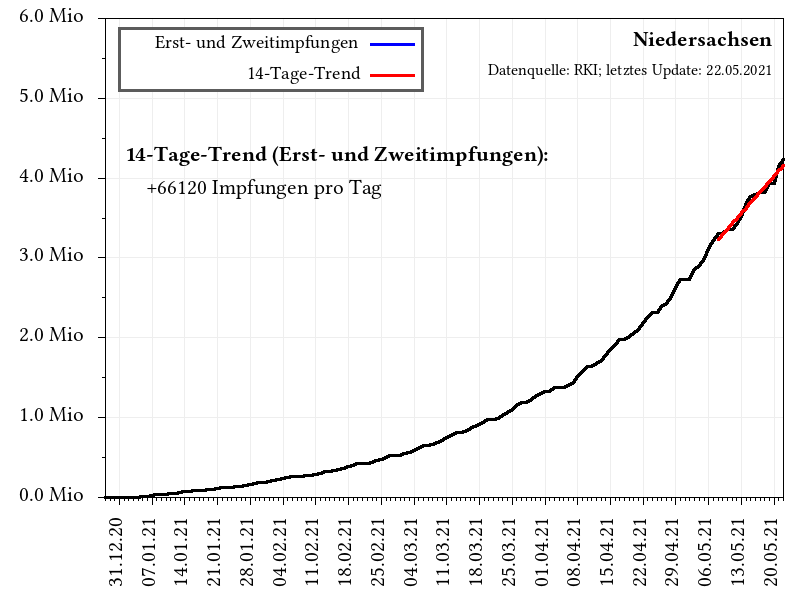 6.0 Mio
5.0 Mio
4.0 Mio
3.0 Mio
2.0 Mio
1.0 Mio
0.0 Mio
Erst- und Zweitimpfungen
14-Tage-Trend
Niedersachsen
Datenquelle: RKI; letztes Update: 22.05.2021
14-Tage-Trend (Erst- und Zweitimpfungen):
+66120 Impfungen pro Tag
31.12.20
07.01.21
14.01.21
21.01.21
28.01.21
04.02.21
11.02.21
18.02.21
25.02.21
04.03.21
11.03.21
18.03.21
25.03.21
01.04.21
08.04.21
15.04.21
22.04.21
29.04.21
06.05.21
13.05.21
20.05.21